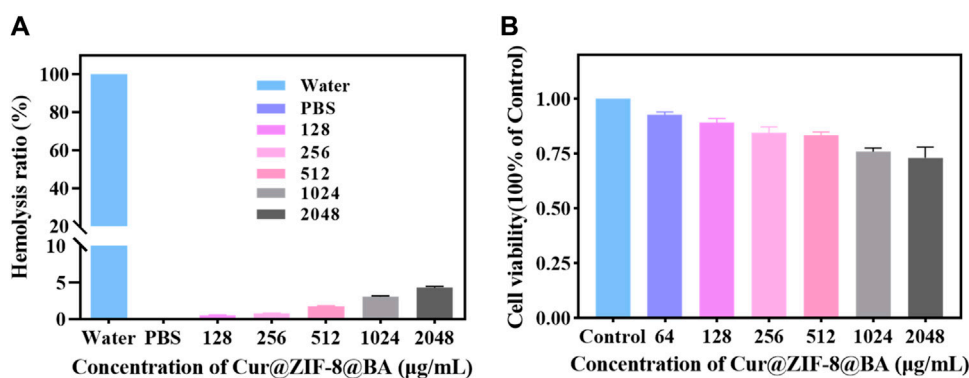 A
Hemolysis ratio (%)
100
80
60
40
20
10
5
0
Water
PBS
128
256
512
1024
2048
Water PBS 128 256 512 1024 2048
Concentration of Cur@ZIF-8@BA (μg/mL)
B
Cell viability(100% of Control)
1.00
0.75
0.50
0.25
0.00
Control 64 128 256 512 1024 2048
Concentration of Cur@ZIF-8@BA (μg/mL)